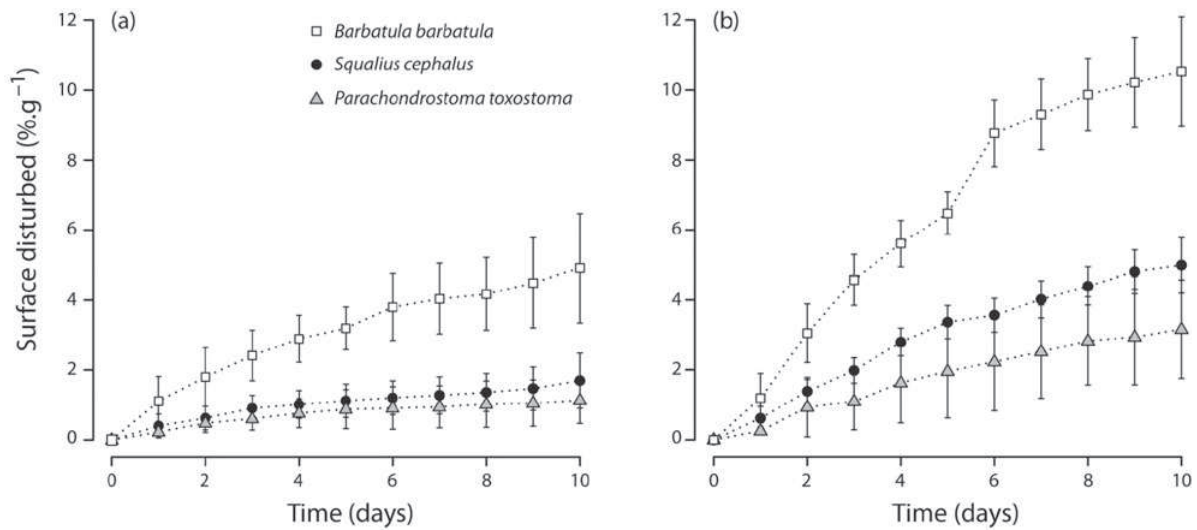 (a)
Barbatula barbatula
Squalius cephalus
Parachondrostoma toxostoma
Surface disturbed (%.g⁻¹)
12
10
8
6
4
2
0
0 2 4 6 8 10
Time (days)
(b)
12
10
8
6
4
2
0
0 2 4 6 8 10
Time (days)